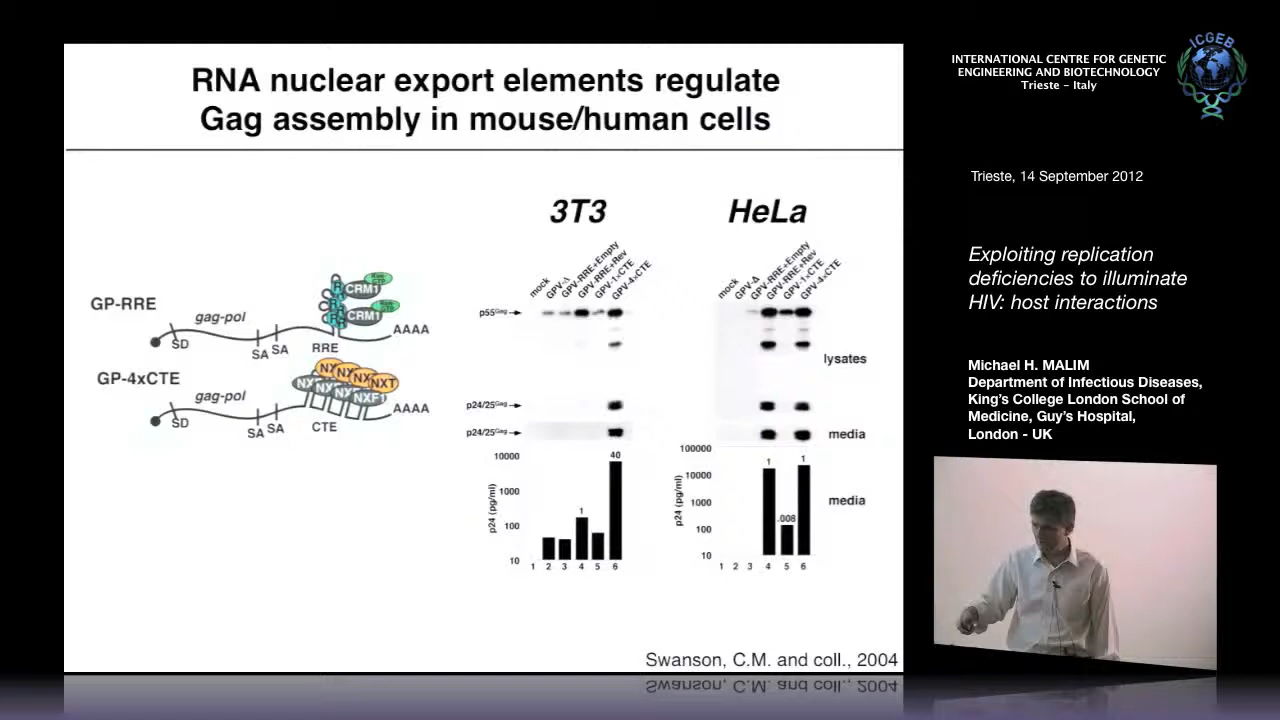 RNA nuclear export elements regulate
Gag assembly in mouse/human cells
3T3
HeLa
mock
GPV-Δ
GPV-RRE+Empty
GPV-RRE+Rev
GPV-1×CTE
GPV-4×CTE
mock
GPV-Δ
GPV-RRE+Empty
GPV-RRE+Rev
GPV-1×CTE
GPV-4×CTE
GP-RRE
gag-pol
CRM1
CRM1
SD
SA
SA
RRE
AAAA
GP-4xCTE
gag-pol
NXT
NXF1
SD
SA
SA
CTE
AAAA
p55Gag
p24/25Gag
p24/25Gag
lysates
media
media
p24 (pg/ml)
10000
1000
100
10
1
40
1 2 3 4 5 6
p24 (pg/ml)
100000
10000
1000
100
10
1
.008
1
1 2 3 4 5 6
Swanson, C.M. and coll., 2004
ICGEB
INTERNATIONAL CENTRE FOR GENETIC
ENGINEERING AND BIOTECHNOLOGY
Trieste – Italy
Trieste, 14 September 2012
Exploiting replication
deficiencies to illuminate
HIV: host interactions
Michael H. MALIM
Department of Infectious Diseases,
King's College London School of
Medicine, Guy's Hospital,
London - UK